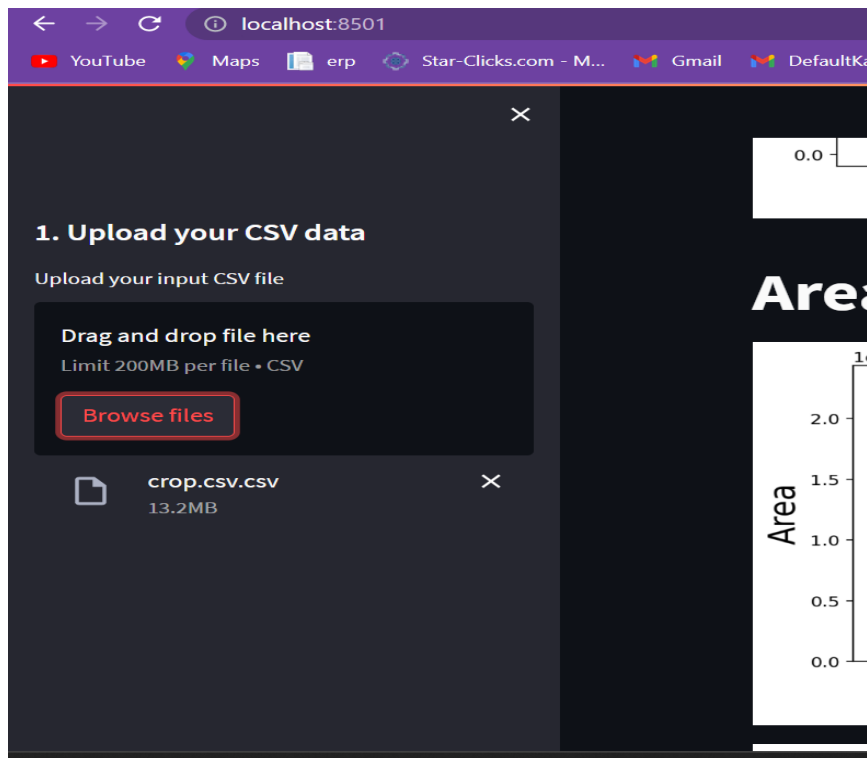 localhost:8501
YouTube Maps erp Star-Clicks.com - M... Gmail
1. Upload your CSV data
Upload your input CSV file
Drag and drop file here
Limit 200MB per file • CSV
Browse files
crop.csv.csv
13.2MB
0.0
Area
2.0
1.5
1.0
0.5
0.0
Area